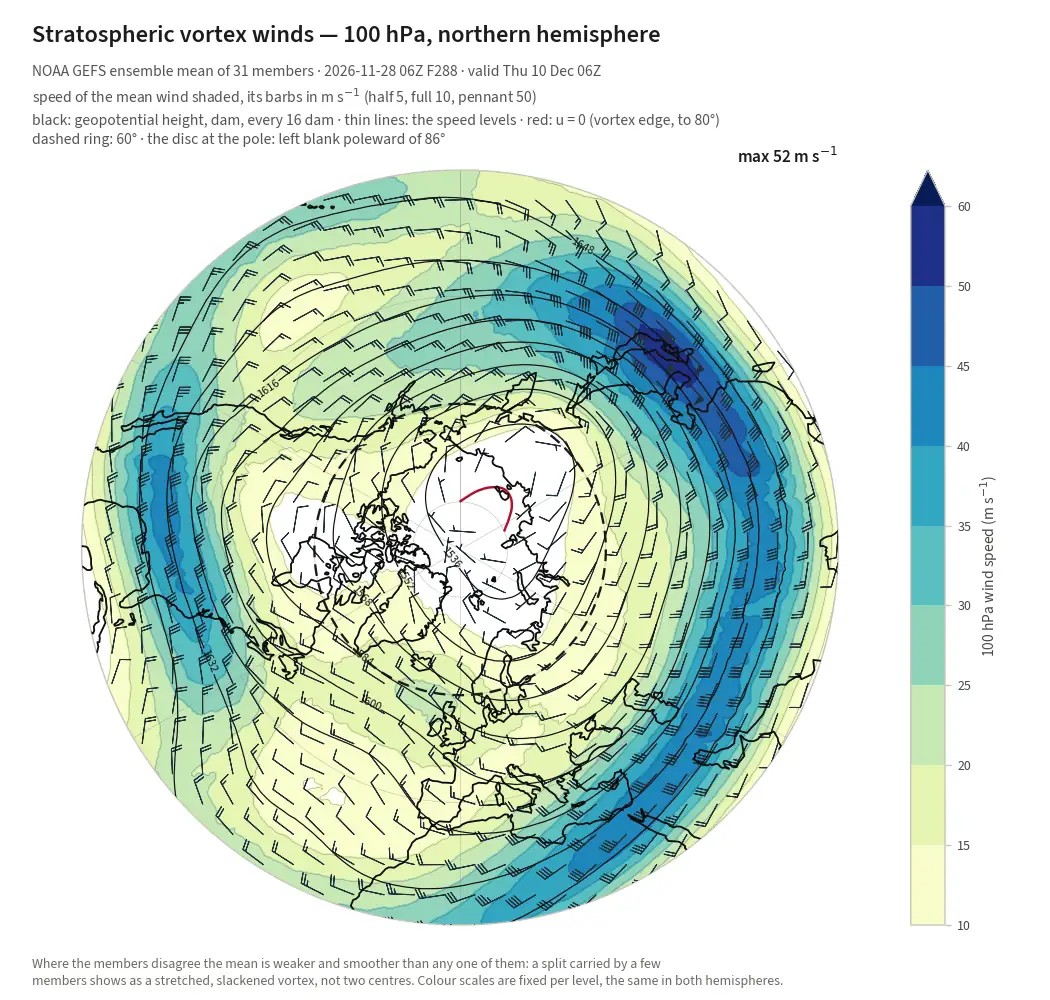 Stratospheric vortex winds — 100 hPa, northern hemisphere
NOAA GEFS ensemble mean of 31 members · 2026-11-28 06Z F288 · valid Thu 10 Dec 06Z
speed of the mean wind shaded, its barbs in m s⁻¹ (half 5, full 10, pennant 50)
black: geopotential height, dam, every 16 dam · thin lines: the speed levels · red: u = 0 (vortex edge, to 80°)
dashed ring: 60° · the disc at the pole: left blank poleward of 86°
max 52 m s⁻¹
1648
1616
1536
1552
1632
1600
60
50
45
40
35
30
25
20
15
10
100 hPa wind speed (m s⁻¹)
Where the members disagree the mean is weaker and smoother than any one of them: a split carried by a few
members shows as a stretched, slackened vortex, not two centres. Colour scales are fixed per level, the same in both hemispheres.